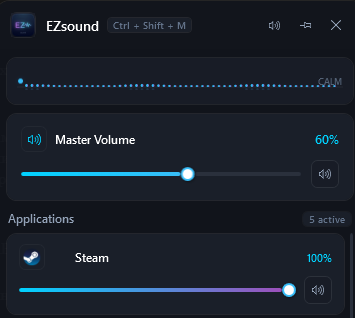 EZ
EZsound Ctrl + Shift + M
CALM
Master Volume 60%
Applications 5 active
Steam 100%